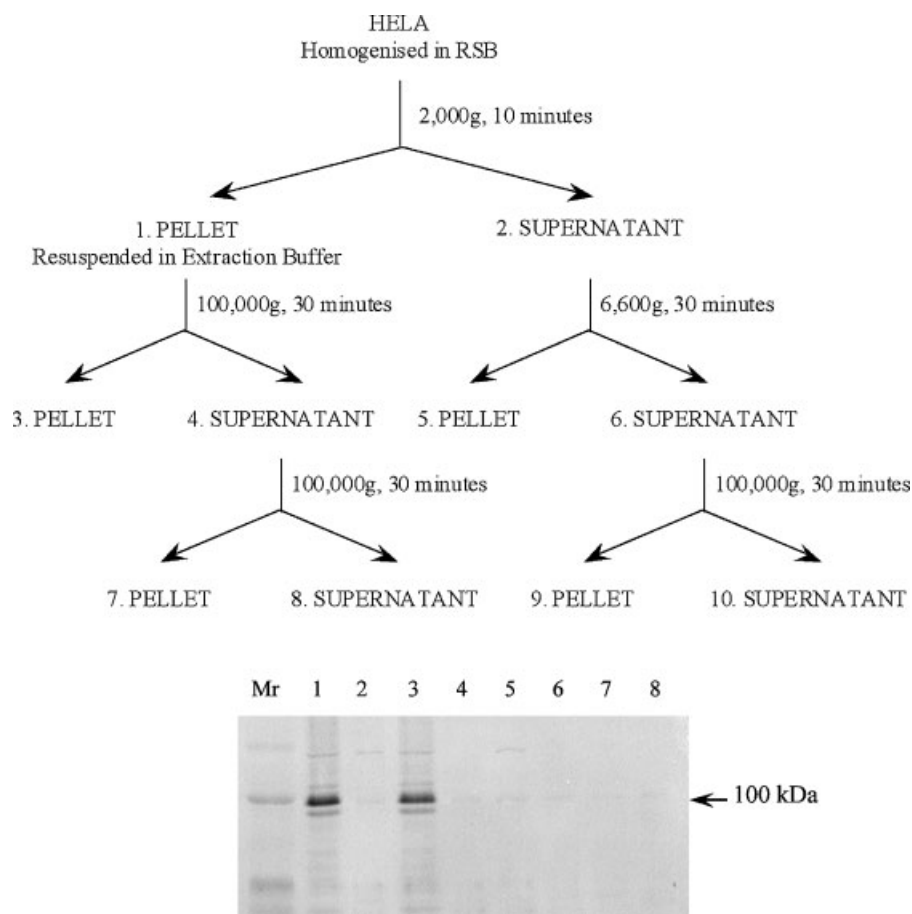 HELA
Homogenised in RSB
2,000g, 10 minutes
1. PELLET
Resuspended in Extraction Buffer
2. SUPERNATANT
100,000g, 30 minutes
6,600g, 30 minutes
3. PELLET
4. SUPERNATANT
5. PELLET
6. SUPERNATANT
100,000g, 30 minutes
100,000g, 30 minutes
7. PELLET
8. SUPERNATANT
9. PELLET
10. SUPERNATANT
Mr 1 2 3 4 5 6 7 8
100 kDa